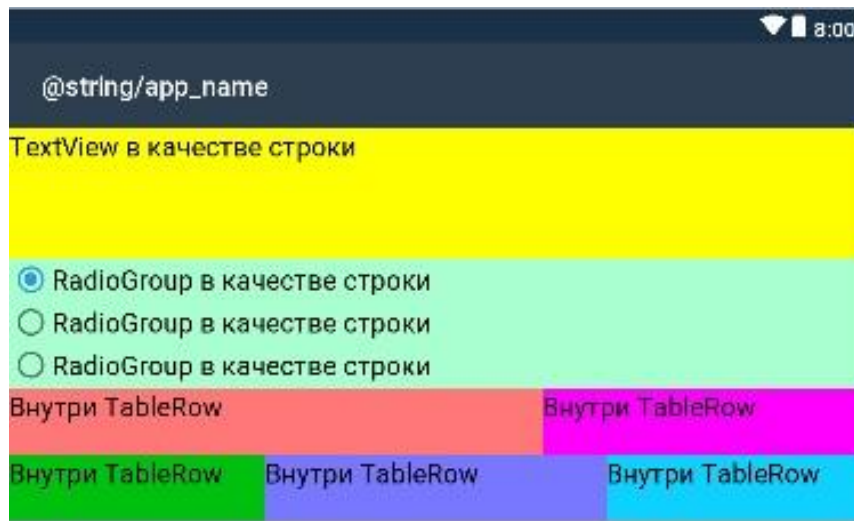 8:00
@string/app_name
TextView в качестве строки
RadioGroup в качестве строки
RadioGroup в качестве строки
RadioGroup в качестве строки
Внутри TableRow Внутри TableRow
Внутри TableRow Внутри TableRow Внутри TableRow